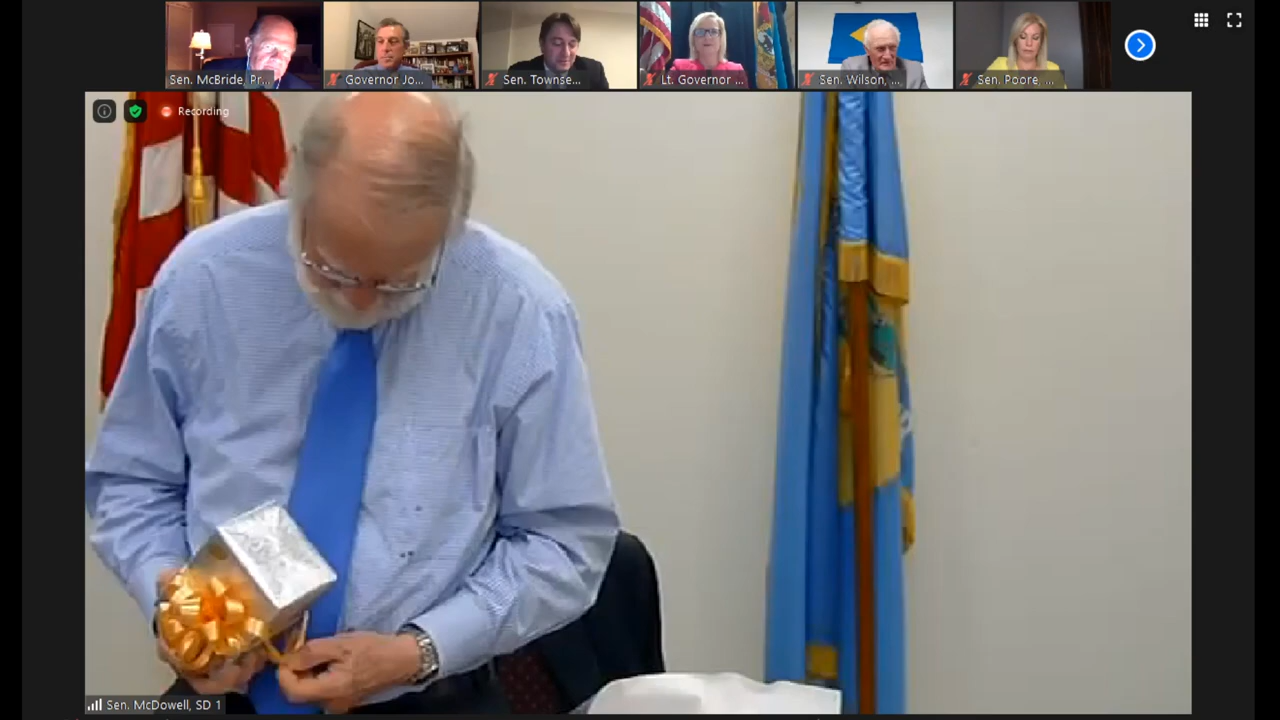 Sen. McBride, Pr...
Governor Jo...
Sen. Townse...
Lt. Governor ...
Sen. Wilson, ...
Sen. Poore, ...
Recording
Sen. McDowell, SD 1